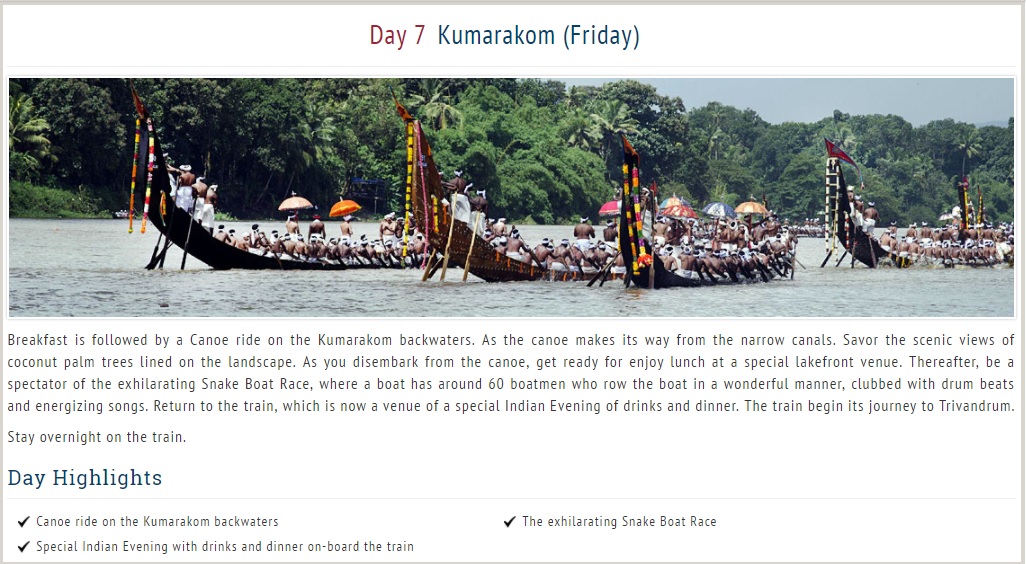 Day 7 Kumarakom (Friday)
Breakfast is followed by a Canoe ride on the Kumarakom backwaters. As the canoe makes its way from the narrow canals. Savor the scenic views of
coconut palm trees lined on the landscape. As you disembark from the canoe, get ready for enjoy lunch at a special lakefront venue. Thereafter, be a
spectator of the exhilarating Snake Boat Race, where a boat has around 60 boatmen who row the boat in a wonderful manner, clubbed with drum beats
and energizing songs. Return to the train, which is now a venue of a special Indian Evening of drinks and dinner. The train begin its journey to Trivandrum.
Stay overnight on the train.
Day Highlights
Canoe ride on the Kumarakom backwaters
The exhilarating Snake Boat Race
Special Indian Evening with drinks and dinner on-board the train